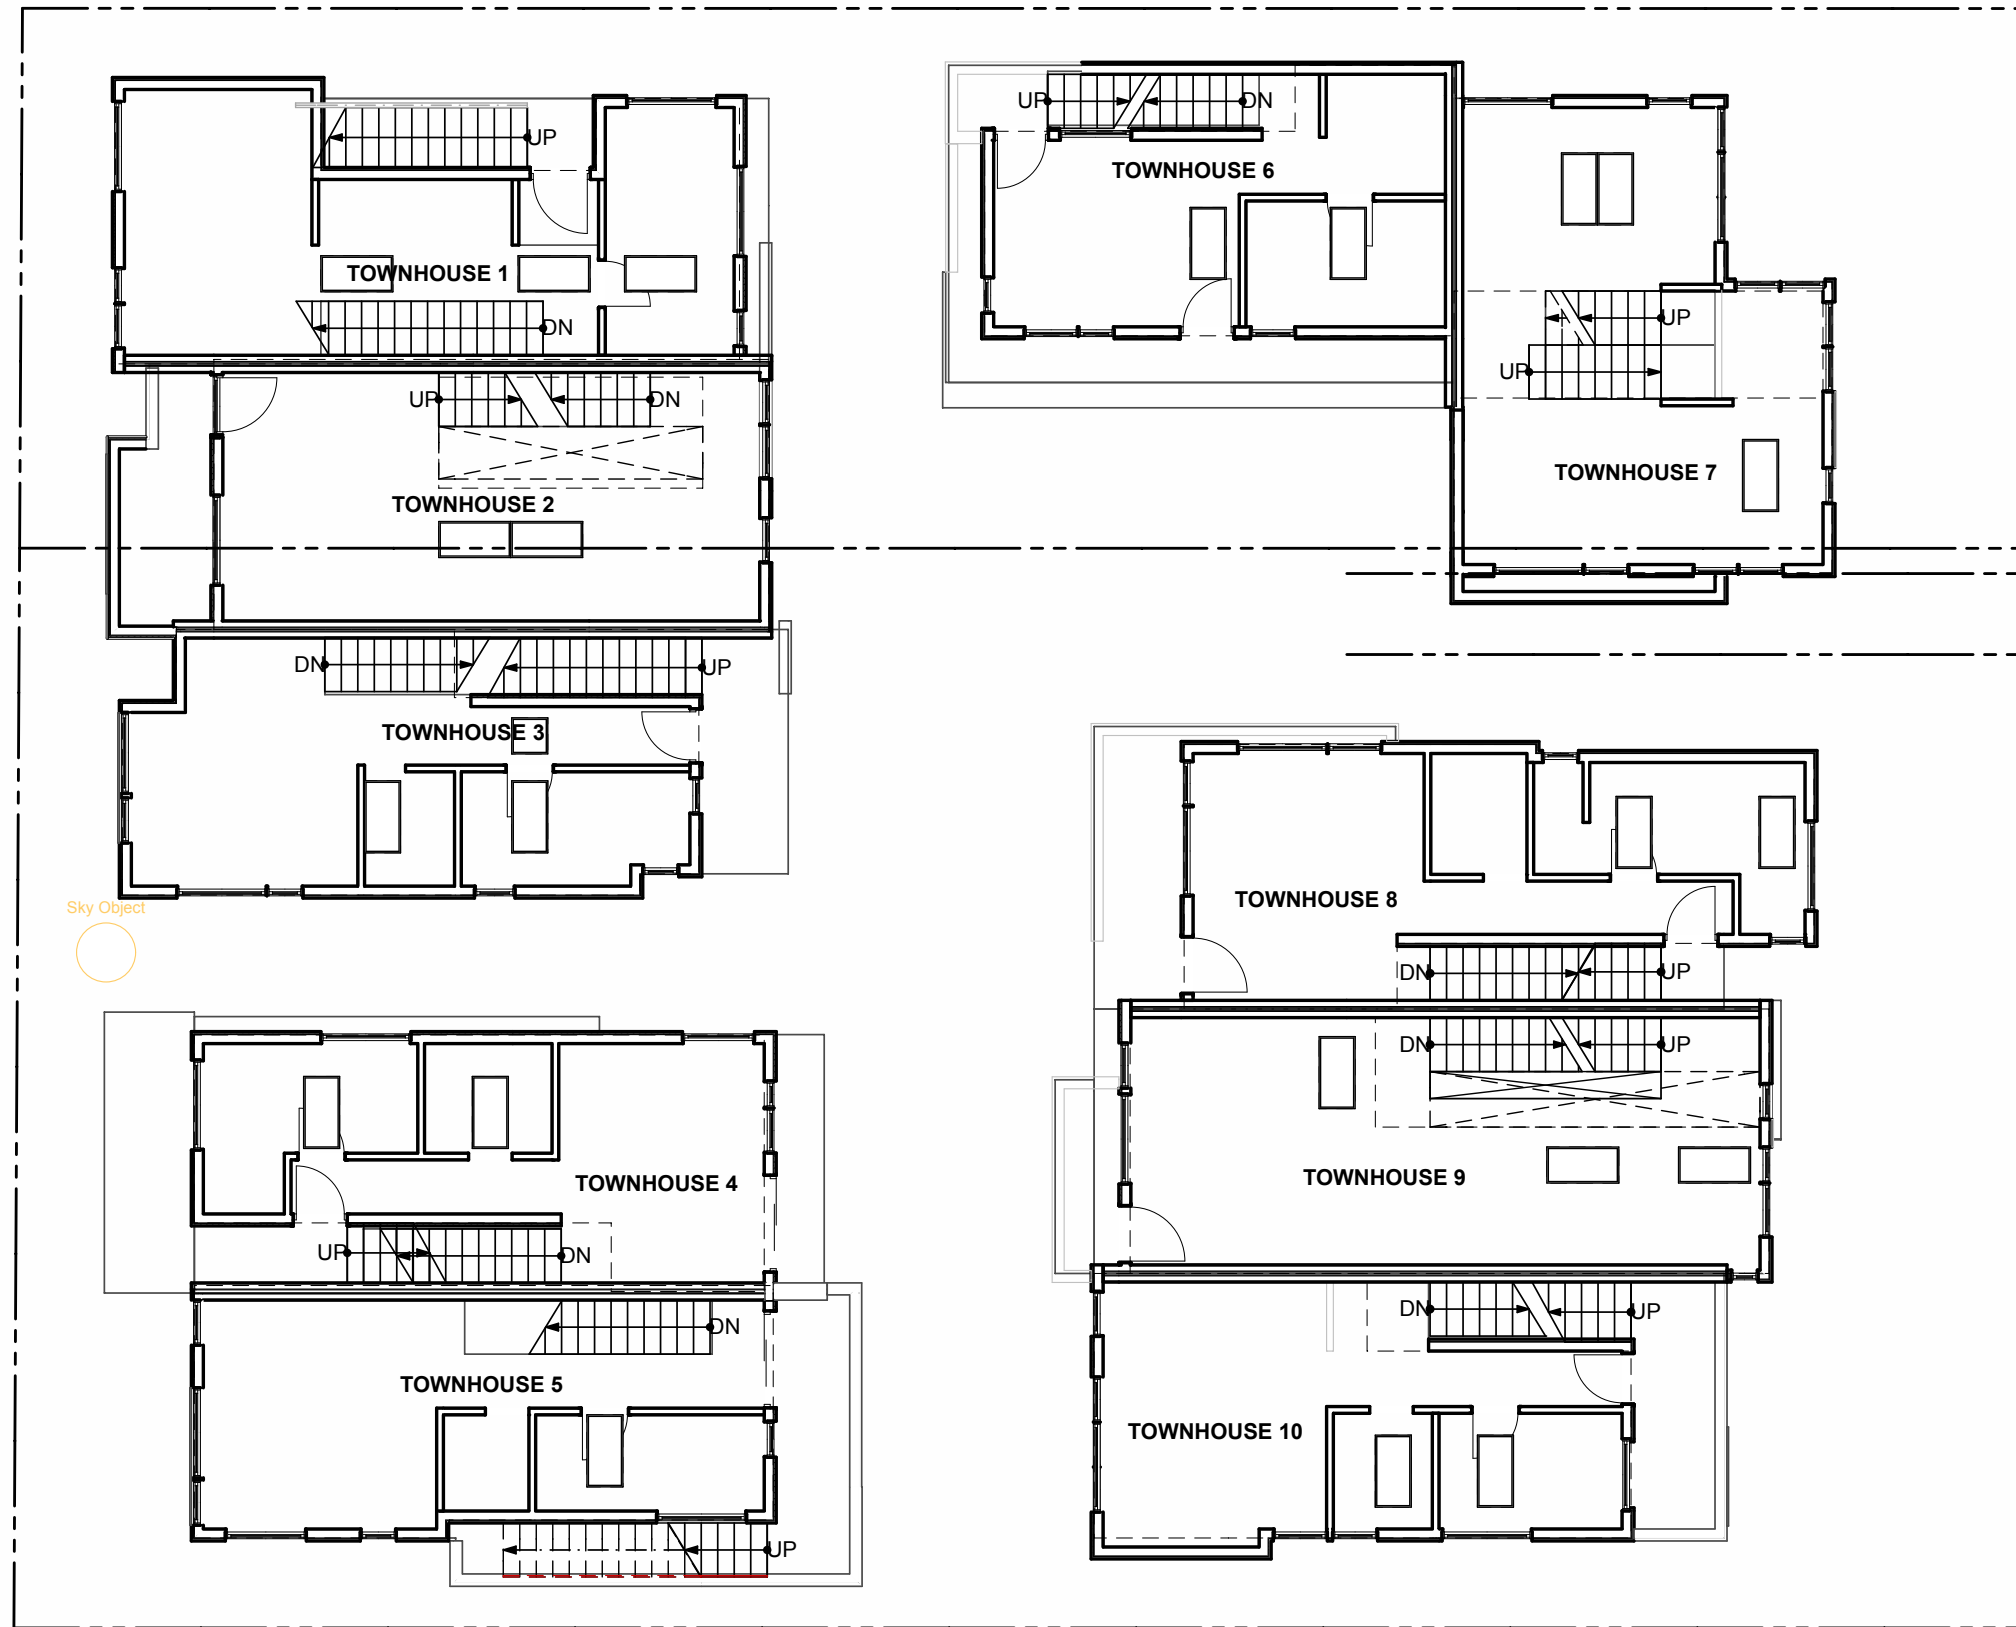 UP
DN
TOWNHOUSE 6
UP
TOWNHOUSE 1
DN
UP
UP
UP
DN
TOWNHOUSE 7
TOWNHOUSE 2
DN
UP
TOWNHOUSE 3
TOWNHOUSE 8
Sky Object
DN
UP
DN
UP
TOWNHOUSE 9
TOWNHOUSE 4
UP
DN
DN
UP
DN
TOWNHOUSE 5
TOWNHOUSE 10
UP